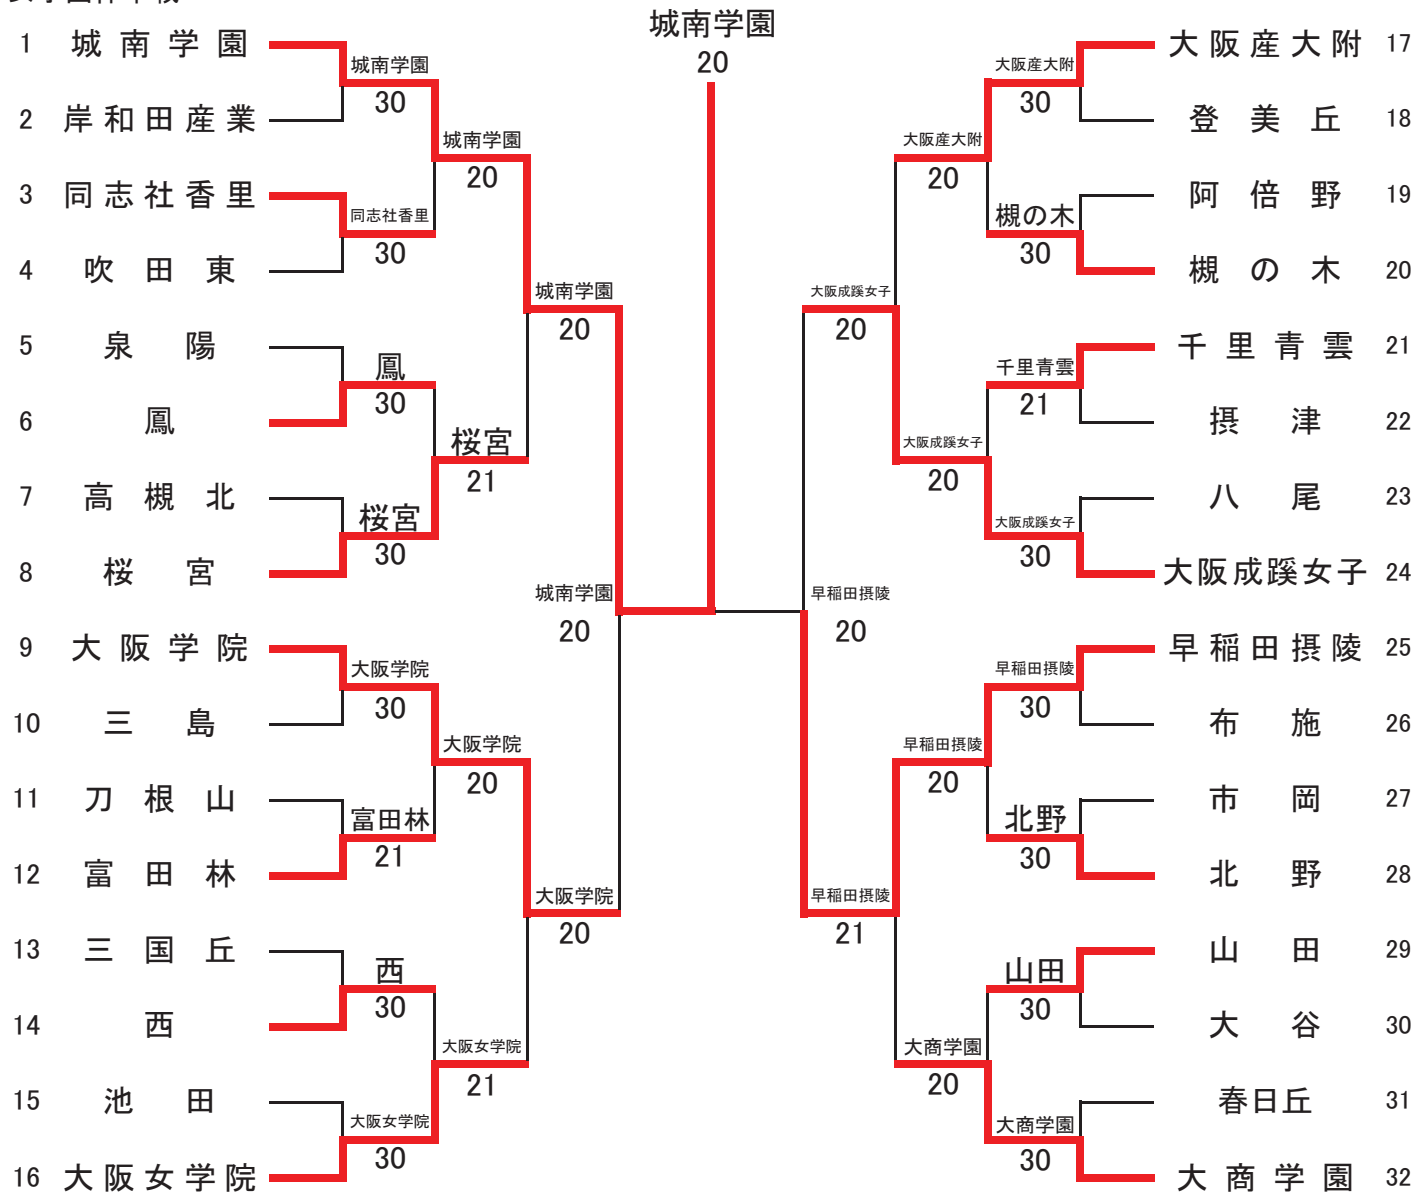 城南学園
20
1 城南学園
2 岸和田産業
3 同志社香里
4 吹田東
5 泉陽
6 鳳
7 高槻北
8 桜宮
9 大阪学院
10 三島
11 刀根山
12 富田林
13 三国丘
14 西
15 池田
16 大阪女学院
城南学園
30
同志社香里
30
鳳
30
桜宮
30
大阪学院
30
富田林
21
西
30
大阪女学院
30
城南学園
20
桜宮
21
大阪学院
20
大阪女学院
21
城南学園
20
大阪学院
20
城南学園
20
早稲田摂陵
20
大阪成蹊女子
20
早稲田摂陵
21
大阪産大附
20
大阪成蹊女子
20
早稲田摂陵
20
大商学園
20
大阪産大附
30
槻の木
30
千里青雲
21
大阪成蹊女子
30
早稲田摂陵
30
北野
30
山田
30
大商学園
30
大阪産大附 17
登美丘 18
阿倍野 19
槻の木 20
千里青雲 21
摂津 22
八尾 23
大阪成蹊女子 24
早稲田摂陵 25
布施 26
市岡 27
北野 28
山田 29
大谷 30
春日丘 31
大商学園 32